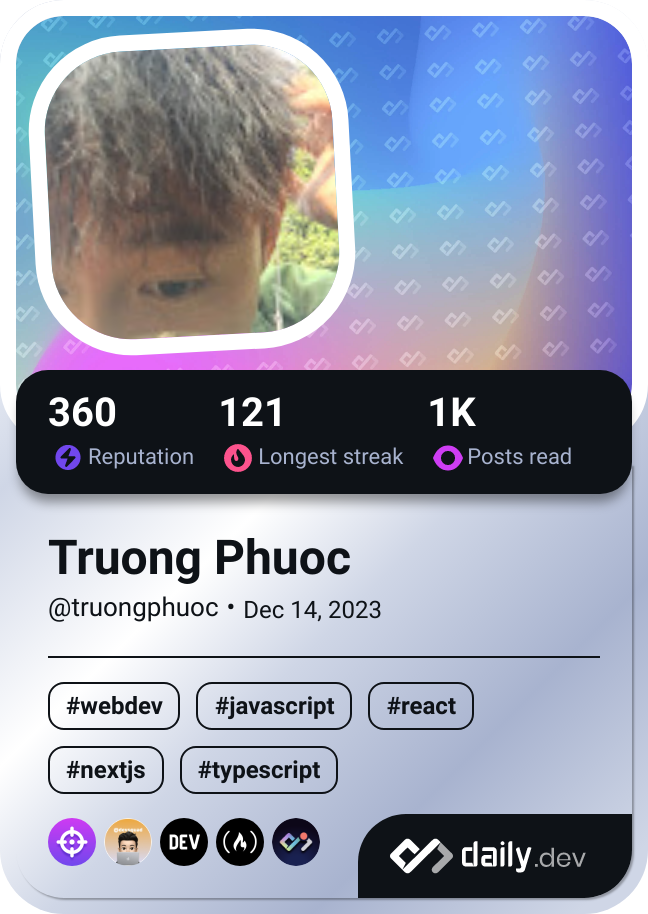 360 121 1K
Reputation Longest streak Posts read
Truong Phuoc
@truongphuoc • Dec 14, 2023
#webdev #javascript #react
#nextjs #typescript
DEV
daily.dev